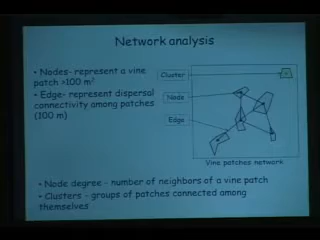 Network analysis
• Nodes- represent a vine
patch >100 m²
• Edge- represent dispersal
connectivity among patches
(100 m)
Cluster
Node
Edge
Vine patches network
• Node degree - number of neighbors of a vine patch
• Clusters - groups of patches connected among
themselves